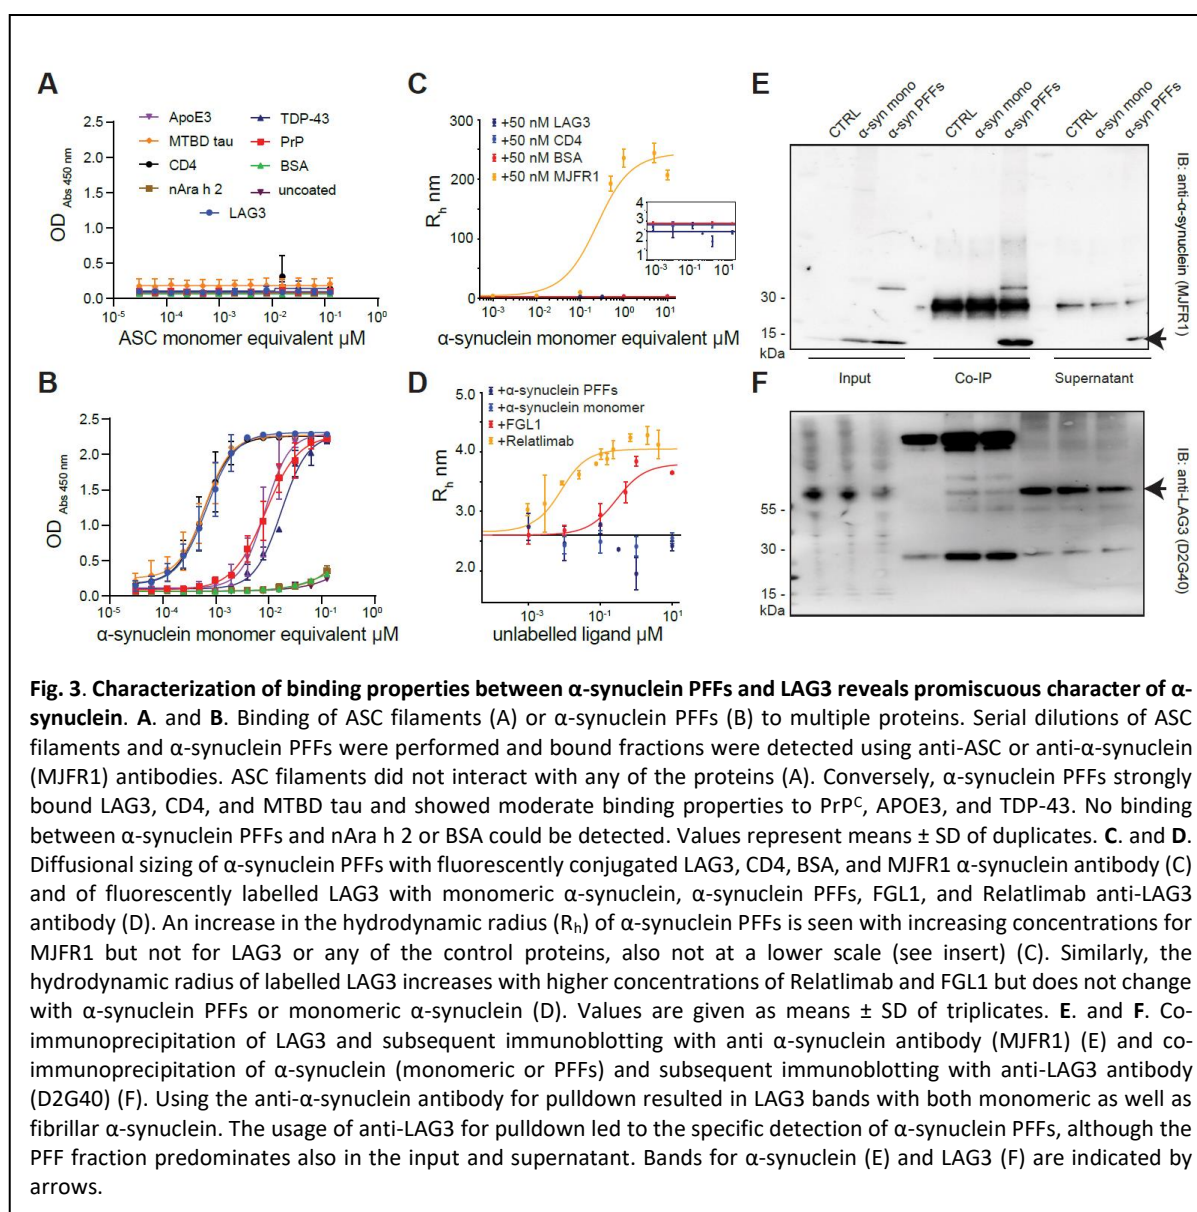 A
ApoE3
TDP-43
MTBD tau
PrP
CD4
BSA
nAra h 2
uncoated
LAG3
OD Abs 450 nm
2.5
2.0
1.5
1.0
0.5
0.0
10-5
10-4
10-3
10-2
10-1
100
ASC monomer equivalent µM
B
OD Abs 450 nm
2.5
2.0
1.5
1.0
0.5
0.0
10-5
10-4
10-3
10-2
10-1
100
α-synuclein monomer equivalent µM
C
+50 nM LAG3
+50 nM CD4
+50 nM BSA
+50 nM MJFR1
Rh nm
300
200
100
0
4
3
2
1
10-3
10-2
10-1
100
101
10-3
10-2
10-1
100
101
α-synuclein monomer equivalent µM
D
+α-synuclein PFFs
+α-synuclein monomer
+FGL1
+Relatlimab
Rh nm
5.0
4.0
3.0
2.0
10-3
10-1
101
unlabelled ligand µM
E
CTRL
α-syn mono
α-syn PFFs
CTRL
α-syn mono
α-syn PFFs
CTRL
α-syn mono
α-syn PFFs
30 -
15 -
kDa
IB: anti-α-synuclein (MJFR1)
Input
Co-IP
Supernatant
F
55 -
30 -
15 -
kDa
IB: anti-LAG3 (D2G40)
Fig. 3. Characterization of binding properties between α-synuclein PFFs and LAG3 reveals promiscuous character of α-
synuclein. A. and B. Binding of ASC filaments (A) or α-synuclein PFFs (B) to multiple proteins. Serial dilutions of ASC
filaments and α-synuclein PFFs were performed and bound fractions were detected using anti-ASC or anti-α-synuclein
(MJFR1) antibodies. ASC filaments did not interact with any of the proteins (A). Conversely, α-synuclein PFFs strongly
bound LAG3, CD4, and MTBD tau and showed moderate binding properties to PrPC, APOE3, and TDP-43. No binding
between α-synuclein PFFs and nAra h 2 or BSA could be detected. Values represent means ± SD of duplicates. C. and D.
Diffusional sizing of α-synuclein PFFs with fluorescently conjugated LAG3, CD4, BSA, and MJFR1 α-synuclein antibody (C)
and of fluorescently labelled LAG3 with monomeric α-synuclein, α-synuclein PFFs, FGL1, and Relatlimab anti-LAG3
antibody (D). An increase in the hydrodynamic radius (Rh) of α-synuclein PFFs is seen with increasing concentrations for
MJFR1 but not for LAG3 or any of the control proteins, also not at a lower scale (see insert) (C). Similarly, the
hydrodynamic radius of labelled LAG3 increases with higher concentrations of Relatlimab and FGL1 but does not change
with α-synuclein PFFs or monomeric α-synuclein (D). Values are given as means ± SD of triplicates. E. and F. Co-
immunoprecipitation of LAG3 and subsequent immunoblotting with anti α-synuclein antibody (MJFR1) (E) and co-
immunoprecipitation of α-synuclein (monomeric or PFFs) and subsequent immunoblotting with anti-LAG3 antibody
(D2G40) (F). Using the anti-α-synuclein antibody for pulldown resulted in LAG3 bands with both monomeric as well as
fibrillar α-synuclein. The usage of anti-LAG3 for pulldown led to the specific detection of α-synuclein PFFs, although the
PFF fraction predominates also in the input and supernatant. Bands for α-synuclein (E) and LAG3 (F) are indicated by
arrows.